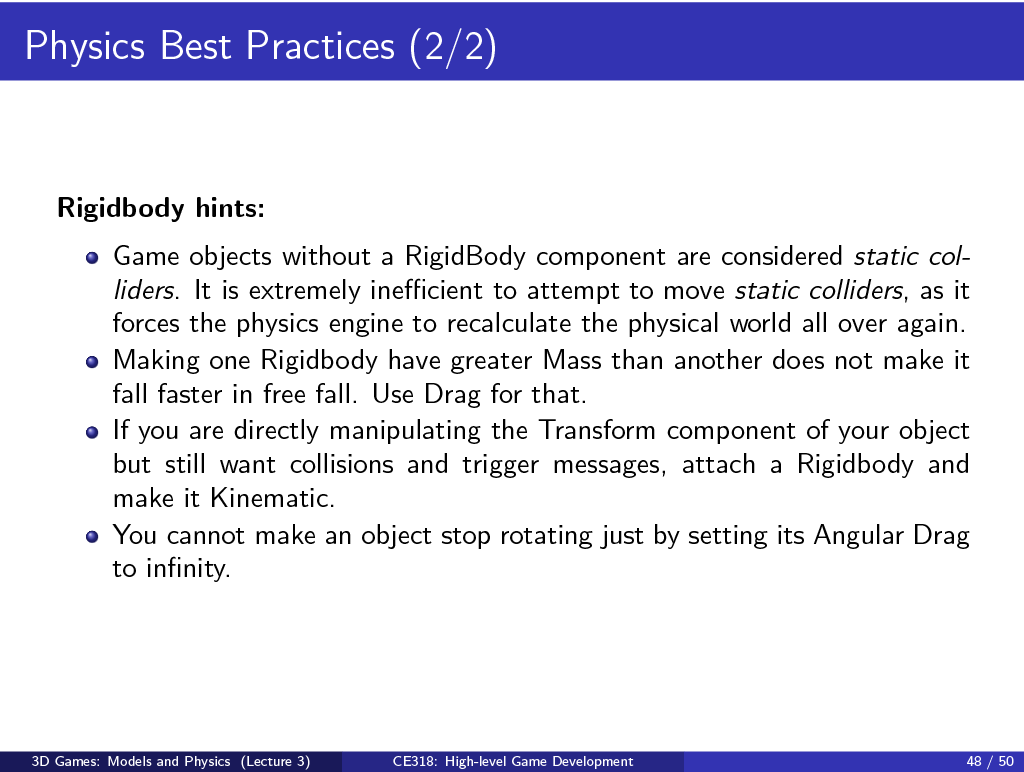 Physics Best Practices (2/2)
Rigidbody hints:
Game objects without a RigidBody component are considered static col-
liders. It is extremely inefficient to attempt to move static colliders, as it
forces the physics engine to recalculate the physical world all over again.
Making one Rigidbody have greater Mass than another does not make it
fall faster in free fall. Use Drag for that.
If you are directly manipulating the Transform component of your object
but still want collisions and trigger messages, attach a Rigidbody and
make it Kinematic.
You cannot make an object stop rotating just by setting its Angular Drag
to infinity.
3D Games: Models and Physics (Lecture 3) CE318: High-level Game Development 48 / 50